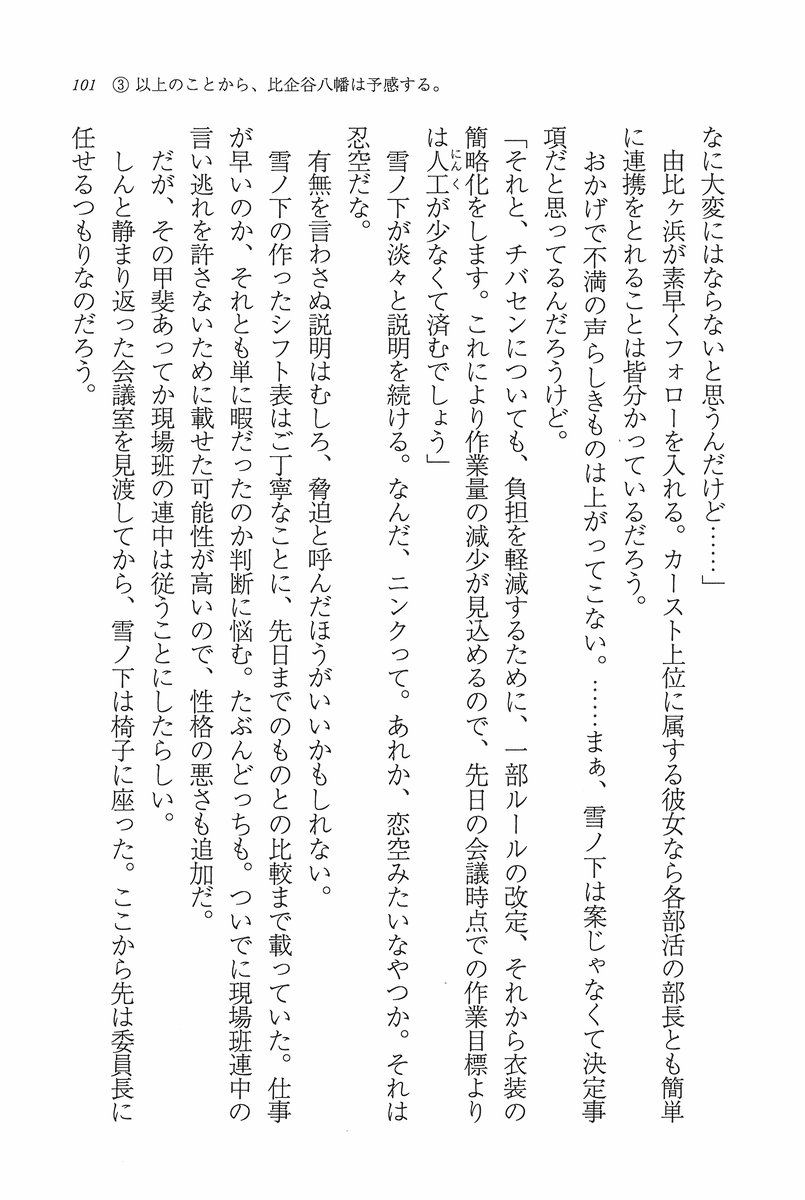 101 ③ 以上のことから、比企谷八幡は予感する。
なに大変にはならないと思うんだけど……」
由比ヶ浜が素早くフォローを入れる。カースト上位に属する彼女なら各部活の部長とも簡単
に連携をとれることは皆分かっているだろう。
おかげで不満の声らしきものは上がってこない。……まぁ、雪ノ下は案じゃなくて決定事
項だと思ってるんだろうけど。
「それと、チバセンについても、負担を軽減するために、一部ルールの改定、それから衣装の
簡略化をします。これにより作業量の減少が見込めるので、先日の会議時点での作業目標より
は人工が少なくて済むでしょう」
にんく
雪ノ下が淡々と説明を続ける。なんだ、ニンクって。あれか、恋空みたいなやつか。それは
忍空だな。
有無を言わさぬ説明はむしろ、脅迫と呼んだほうがいいかもしれない。
雪ノ下の作ったシフト表はご丁寧なことに、先日までのものとの比較まで載っていた。仕事
が早いのか、それとも単に暇だったのか判断に悩む。たぶんどっちも。ついでに現場班連中の
言い逃れを許さないために載せた可能性が高いので、性格の悪さも追加だ。
だが、その甲斐あってか現場班の連中は従うことにしたらしい。
しんと静まり返った会議室を見渡してから、雪ノ下は椅子に座った。ここから先は委員長に
任せるつもりなのだろう。